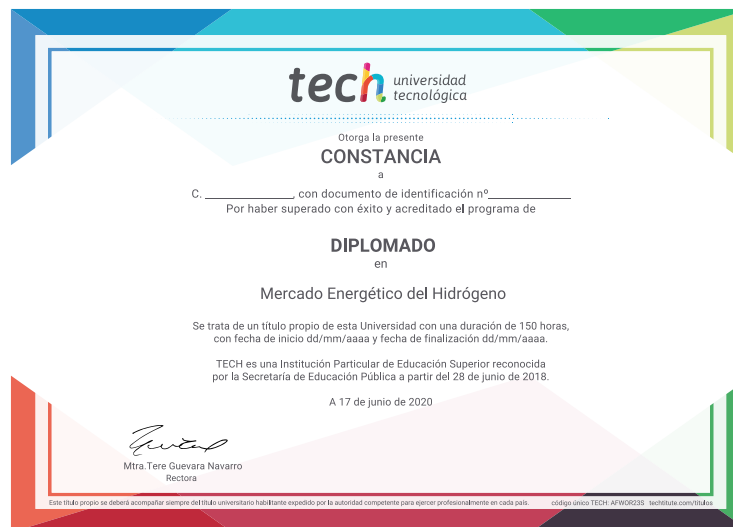 tech universidad
tecnológica
Otorga la presente
CONSTANCIA
a
C. ______________, con documento de identificación nº______________
Por haber superado con éxito y acreditado el programa de
DIPLOMADO
en
Mercado Energético del Hidrógeno
Se trata de un título propio de esta Universidad con una duración de 150 horas,
con fecha de inicio dd/mm/aaaa y fecha de finalización dd/mm/aaaa.
TECH es una Institución Particular de Educación Superior reconocida
por la Secretaría de Educación Pública a partir del 28 de junio de 2018.
A 17 de junio de 2020
Mtra.Tere Guevara Navarro
Rectora
Este título propio se deberá acompañar siempre del título universitario habilitante expedido por la autoridad competente para ejercer profesionalmente en cada país. código único TECH: AFWOR23S techtitute.com/títulos